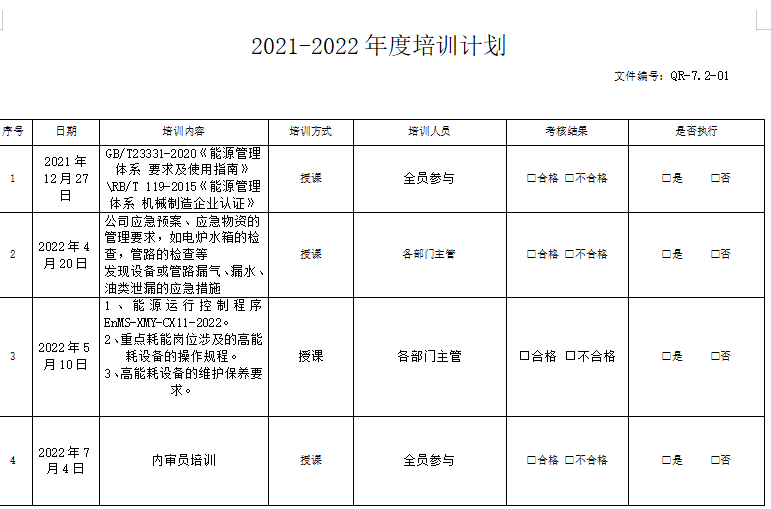 2021-2022 年度培训计划
文件编号: QR-7.2-01
序号 日期 培训内容 培训方式 培训人员 考核结果 是否执行
1 2021 年 12 月 27 日 GB/T23331-2020《能源管理
体系 要求及使用指南》
\RB/T 119-2015《能源管理
体系 机械制造企业认证》 授课 全员参与 □合格 □不合格 □是 □否
2 2022 年 4 月 20 日 公司应急预案、应急物资的
管理要求，如电炉水箱的检
查，管路的检查等
发现设备或管路漏气、漏水、
油类泄漏的应急措施 授课 各部门主管 □合格 □不合格 □是 □否
3 2022 年 5 月 10 日 1、能源运行控制程序
EnMS-XMY-CX11-2022。
2、重点耗能岗位涉及的高能
耗设备的操作规程。
3、高能耗设备的维护保养要
求。 授课 各部门主管 □合格 □不合格 □是 □否
4 2022 年 7 月 4 日 内审员培训 授课 全员参与 □合格 □不合格 □是 □否